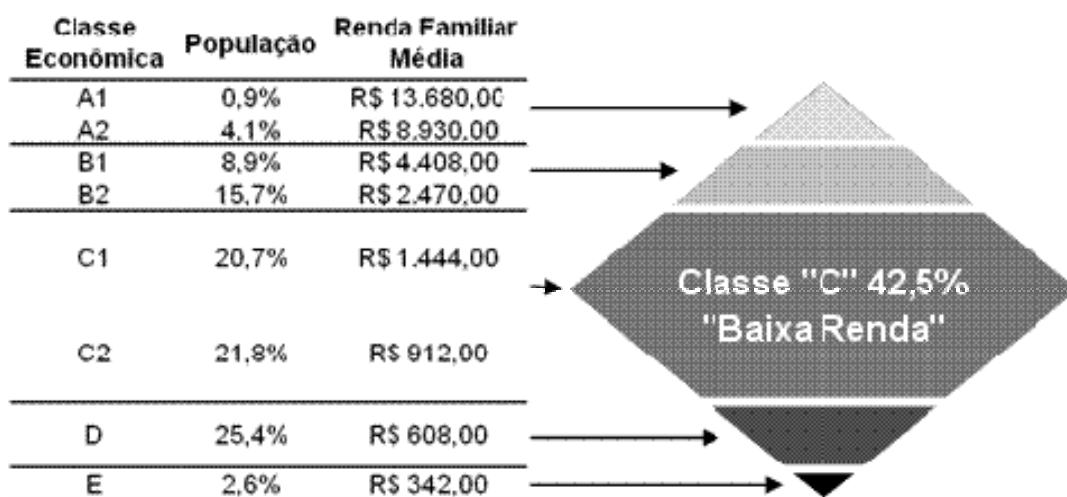 Classe Econômica População Renda Familiar Média
A1 0,9% R$ 13.680,00
A2 4,1% R$ 8.930,00
B1 8,9% R$ 4.408,00
B2 15,7% R$ 2.470,00
C1 20,7% R$ 1.444,00
C2 21,8% R$ 912,00
D 25,4% R$ 608,00
E 2,6% R$ 342,00
Classe "C" 42,5%
"Baixa Renda"